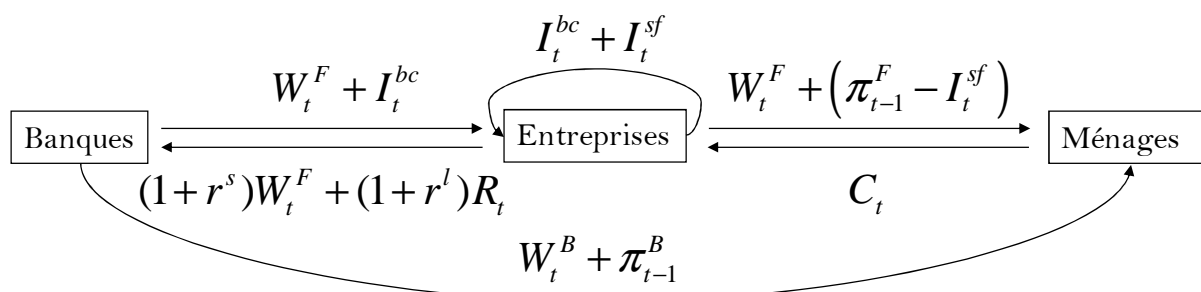 I_t^{bc} + I_t^{sf}
W_t^F + I_t^{bc}
W_t^F + (π_{t-1}^F − I_t^{sf})
Banques
Entreprises
Ménages
(1 + r^s)W_t^F + (1 + r^l)R_t
C_t
W_t^B + π_{t-1}^B